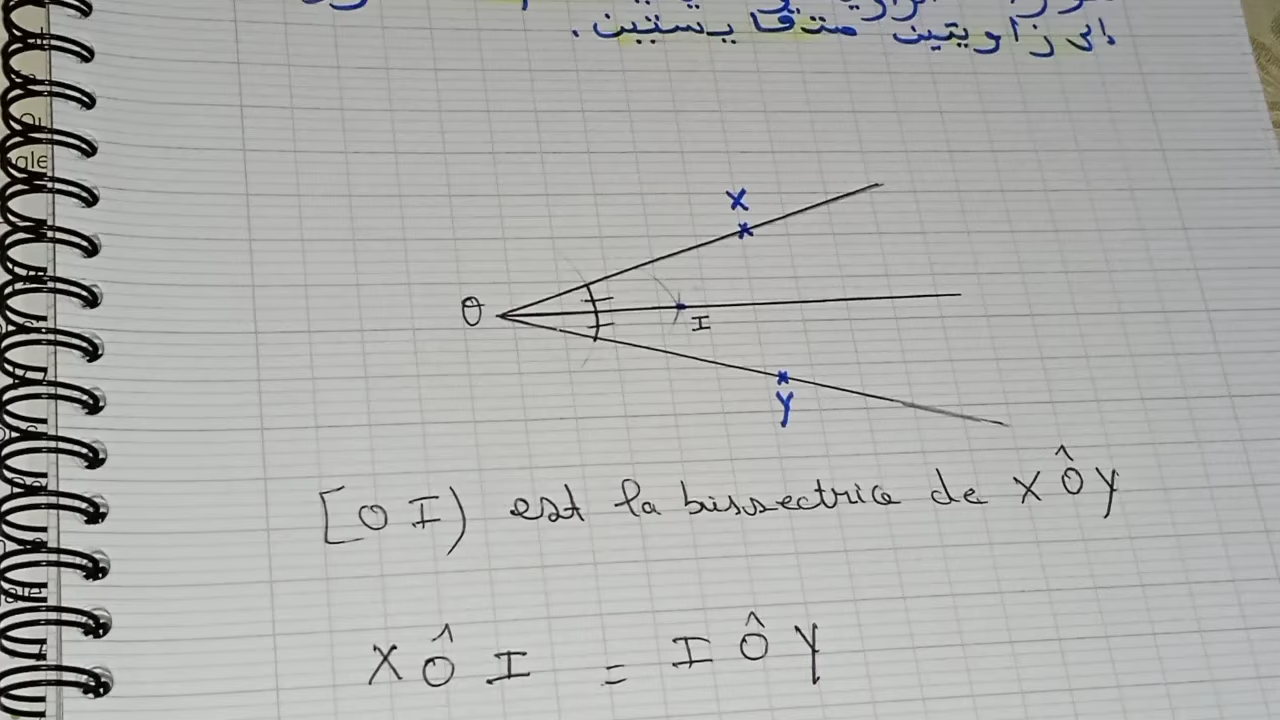 إلى زاويتين متقايستين.
X
O
I
y
[OI) est la bissectrice de XÔy
XÔI = IÔy